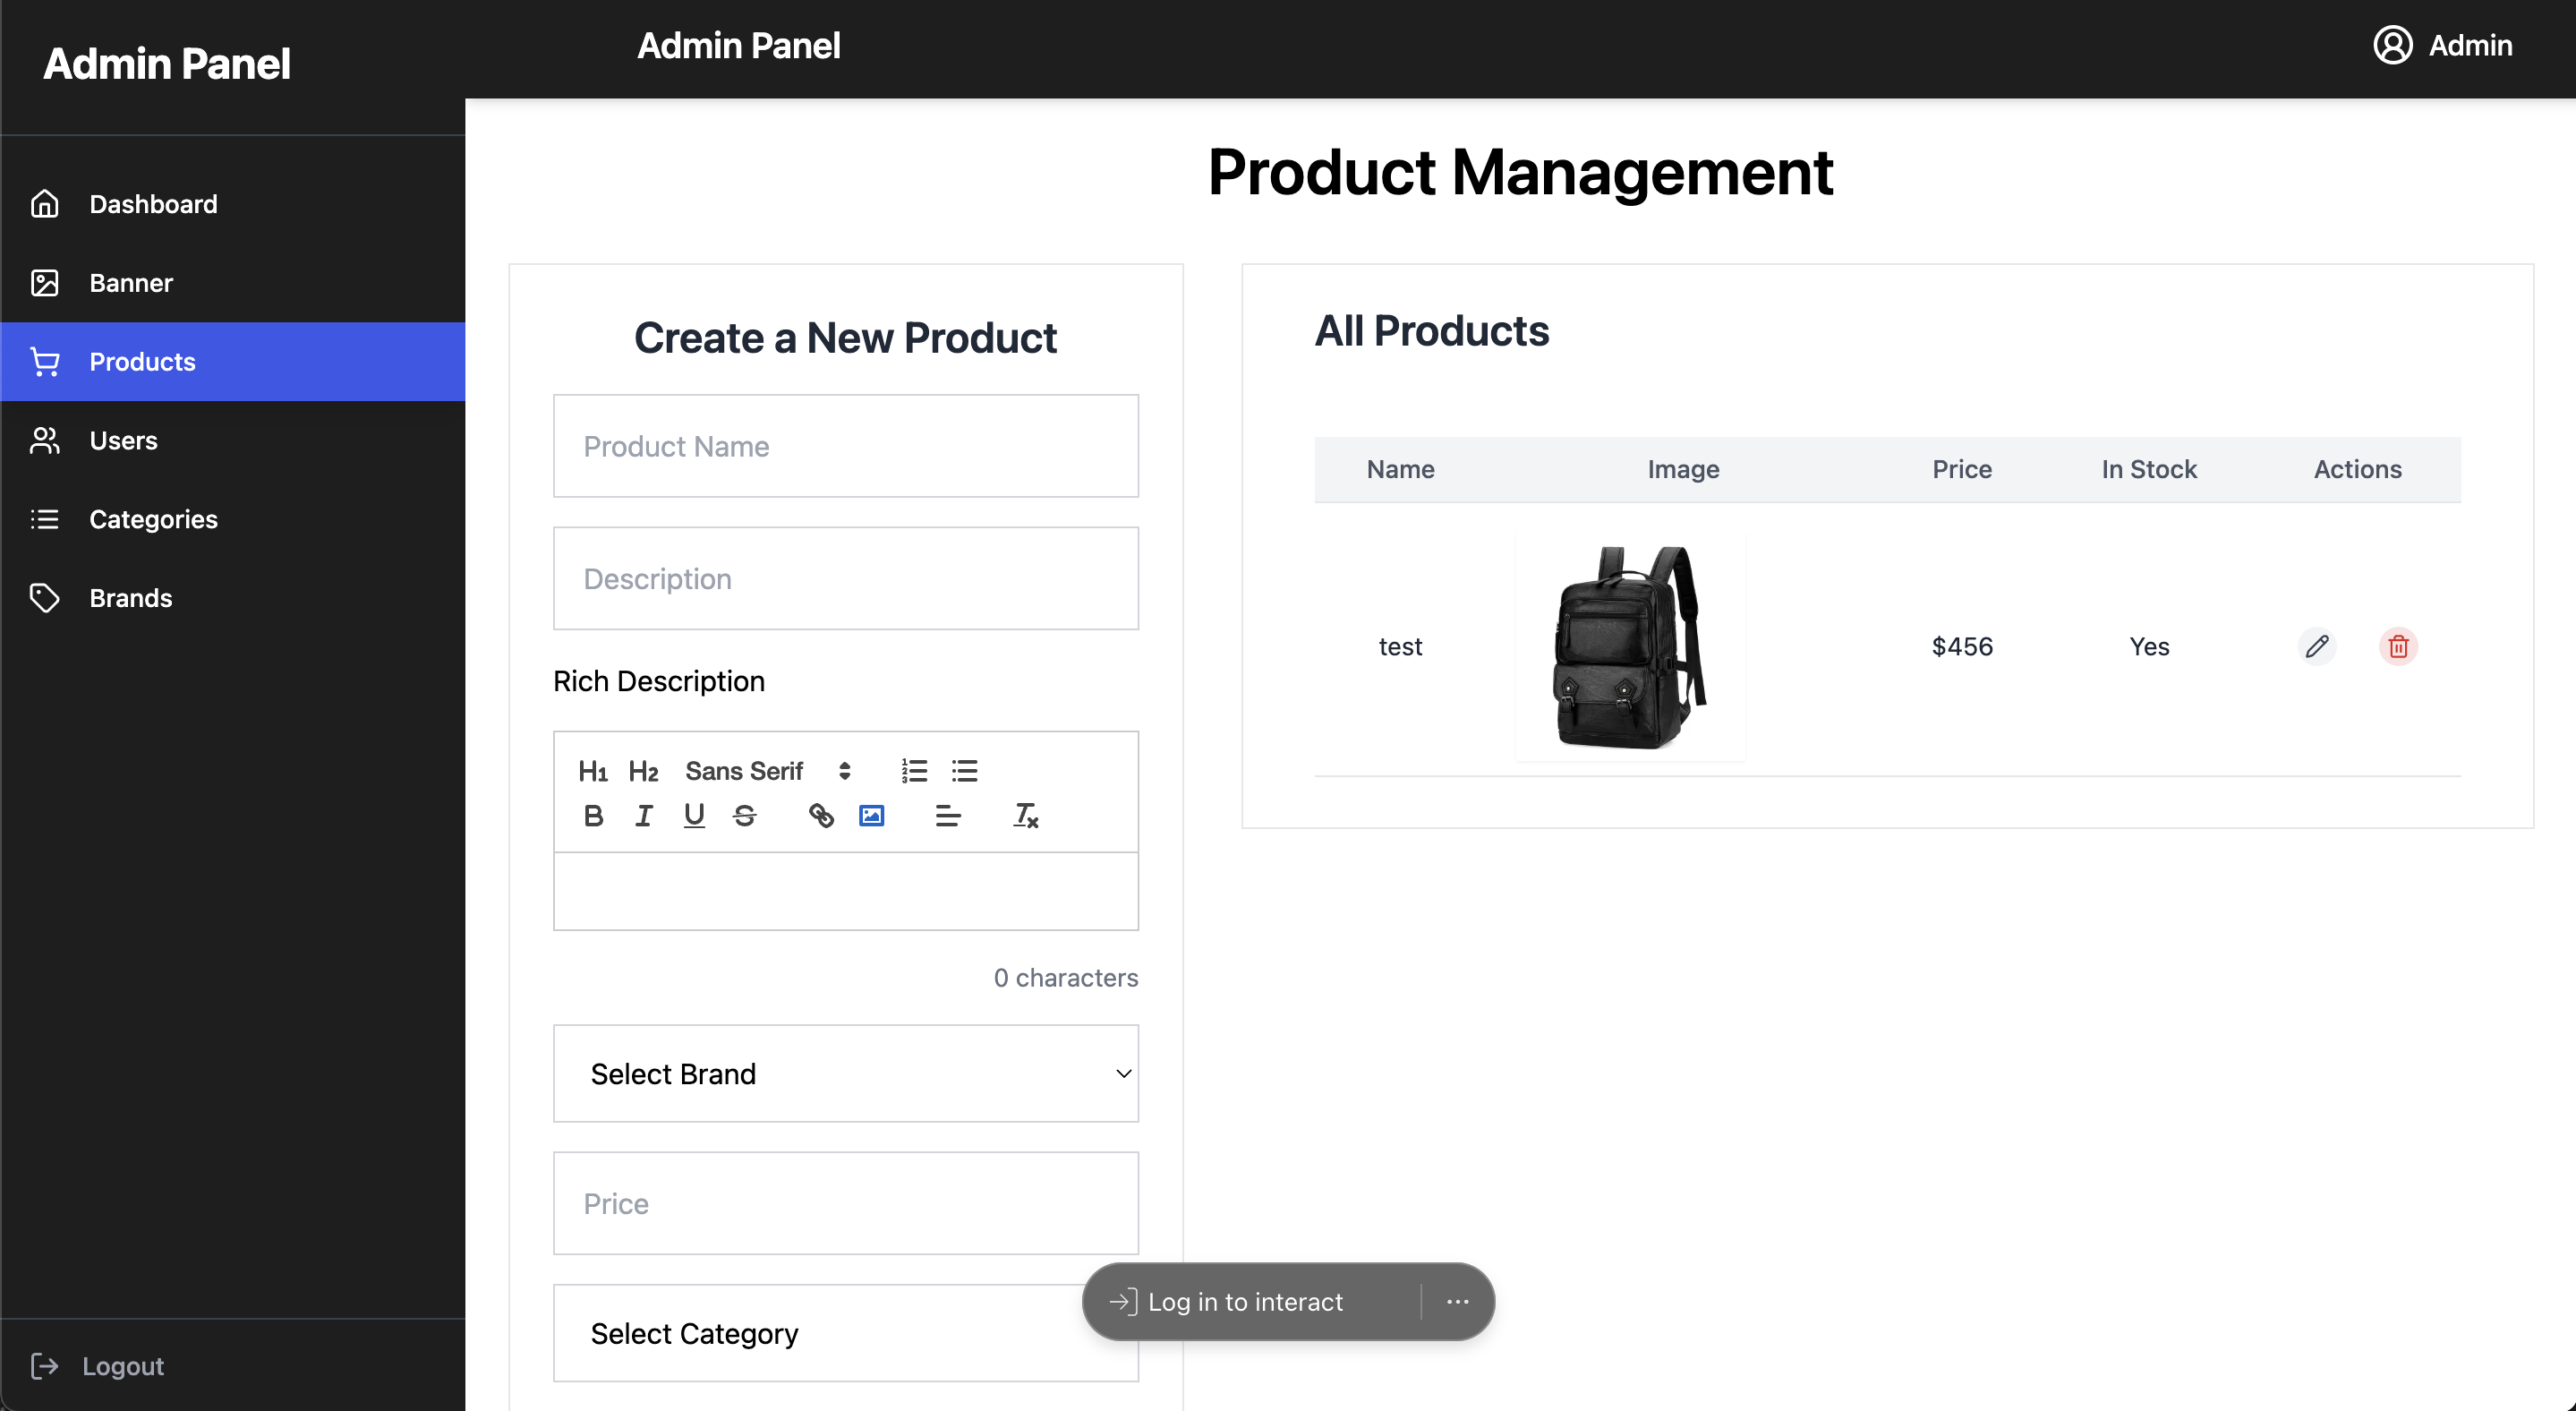 Admin Panel
Dashboard
Banner
Products
Users
Categories
Brands
Logout
Admin Panel
Admin
Product Management
Create a New Product
Product Name
Description
Rich Description
H1 H2 Sans Serif
B I U S
0 characters
Select Brand
Price
Select Category
All Products
Name Image Price In Stock Actions
test $456 Yes
Log in to interact